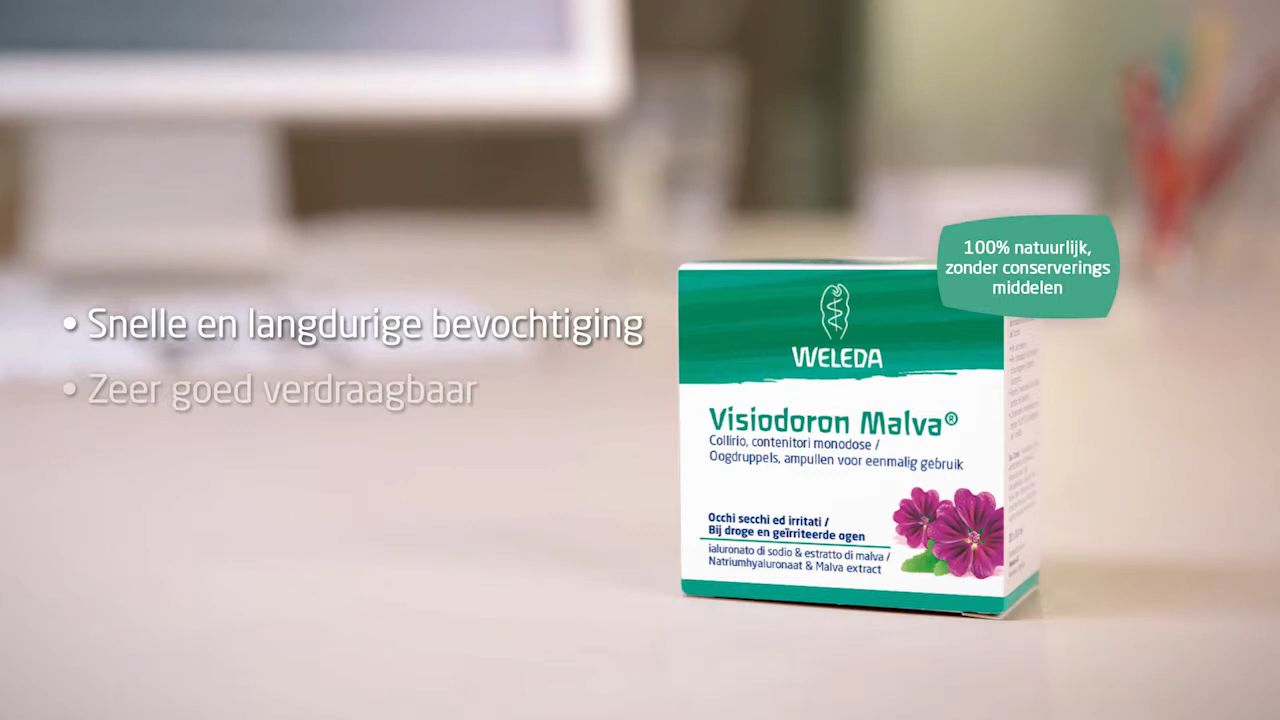 • Snelle en langdurige bevochtiging
• Zeer goed verdraagbaar
100% natuurlijk,
zonder conserverings
middelen
WELEDA
Visiodoron Malva®
Collirio, contenitori monodose /
Oogdruppels, ampullen voor eenmalig gebruik
Occhi secchi ed irritati /
Bij droge en geïrriteerde ogen
ialuronato di sodio & estratto di malva /
Natriumhyaluronaat & Malva extract